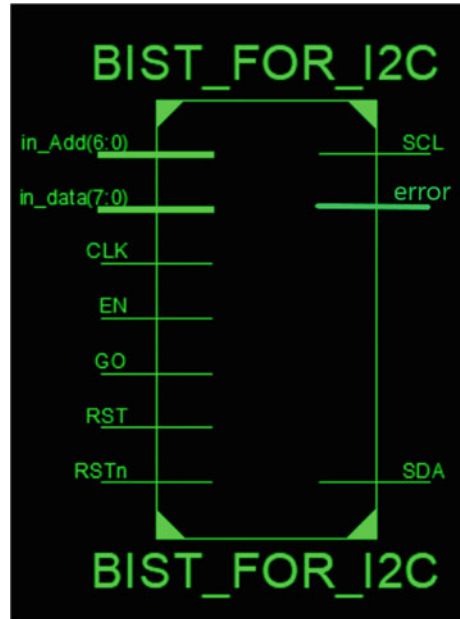 BIST_FOR_I2C
in_Add(6:0)
SCL
in_data(7:0)
error
CLK
EN
GO
RST
RSTn
SDA
BIST_FOR_I2C